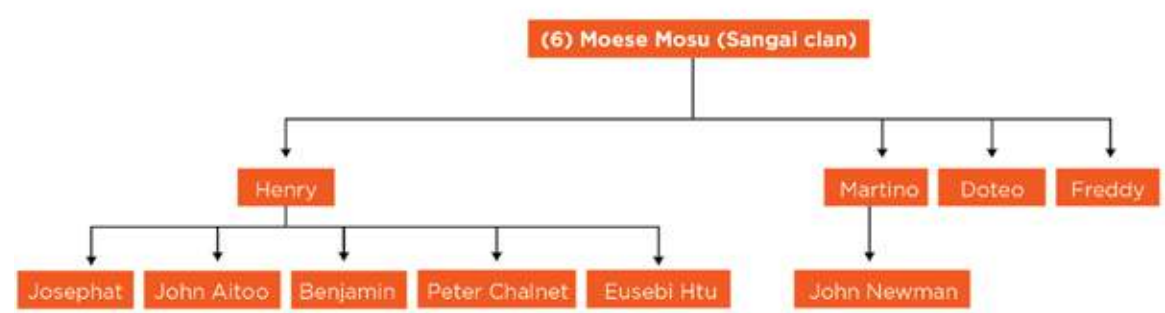 (6) Moese Mosu (Sangai clan)
Henry
Martino
Doteo
Freddy
Josephat
John Aitoo
Benjamin
Peter Chalnet
Eusebi Htu
John Newman